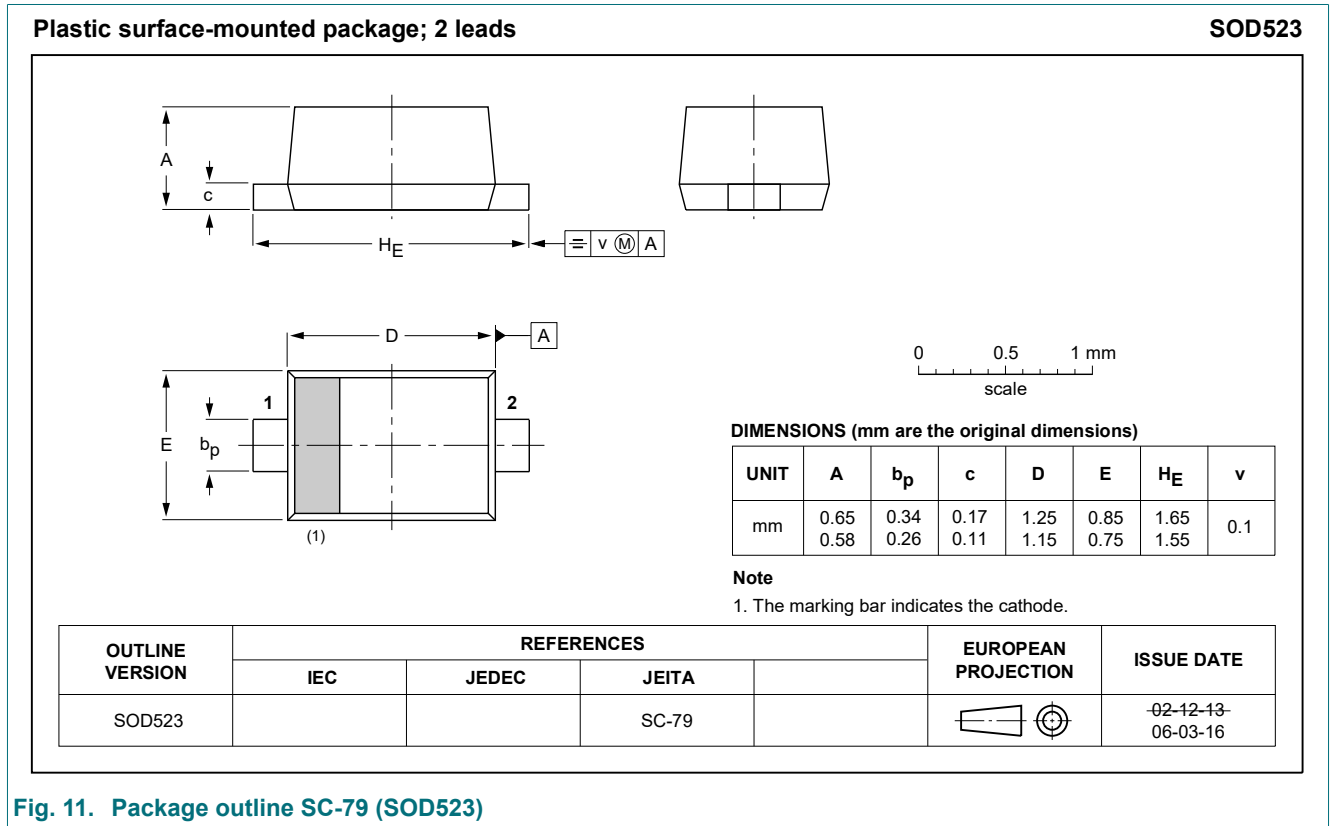 Plastic surface-mounted package; 2 leads SOD523
A
c
HE
v Ⓜ A
D
A
E
bp
1
2
(1)
0 0.5 1 mm
scale
DIMENSIONS (mm are the original dimensions)
UNIT A bp c D E HE v
mm 0.65 0.34 0.17 1.25 0.85 1.65 0.1
0.58 0.26 0.11 1.15 0.75 1.55
Note
1. The marking bar indicates the cathode.
OUTLINE VERSION REFERENCES EUROPEAN PROJECTION ISSUE DATE
IEC JEDEC JEITA
SOD523 SC-79 02-12-13
06-03-16
Fig. 11. Package outline SC-79 (SOD523)